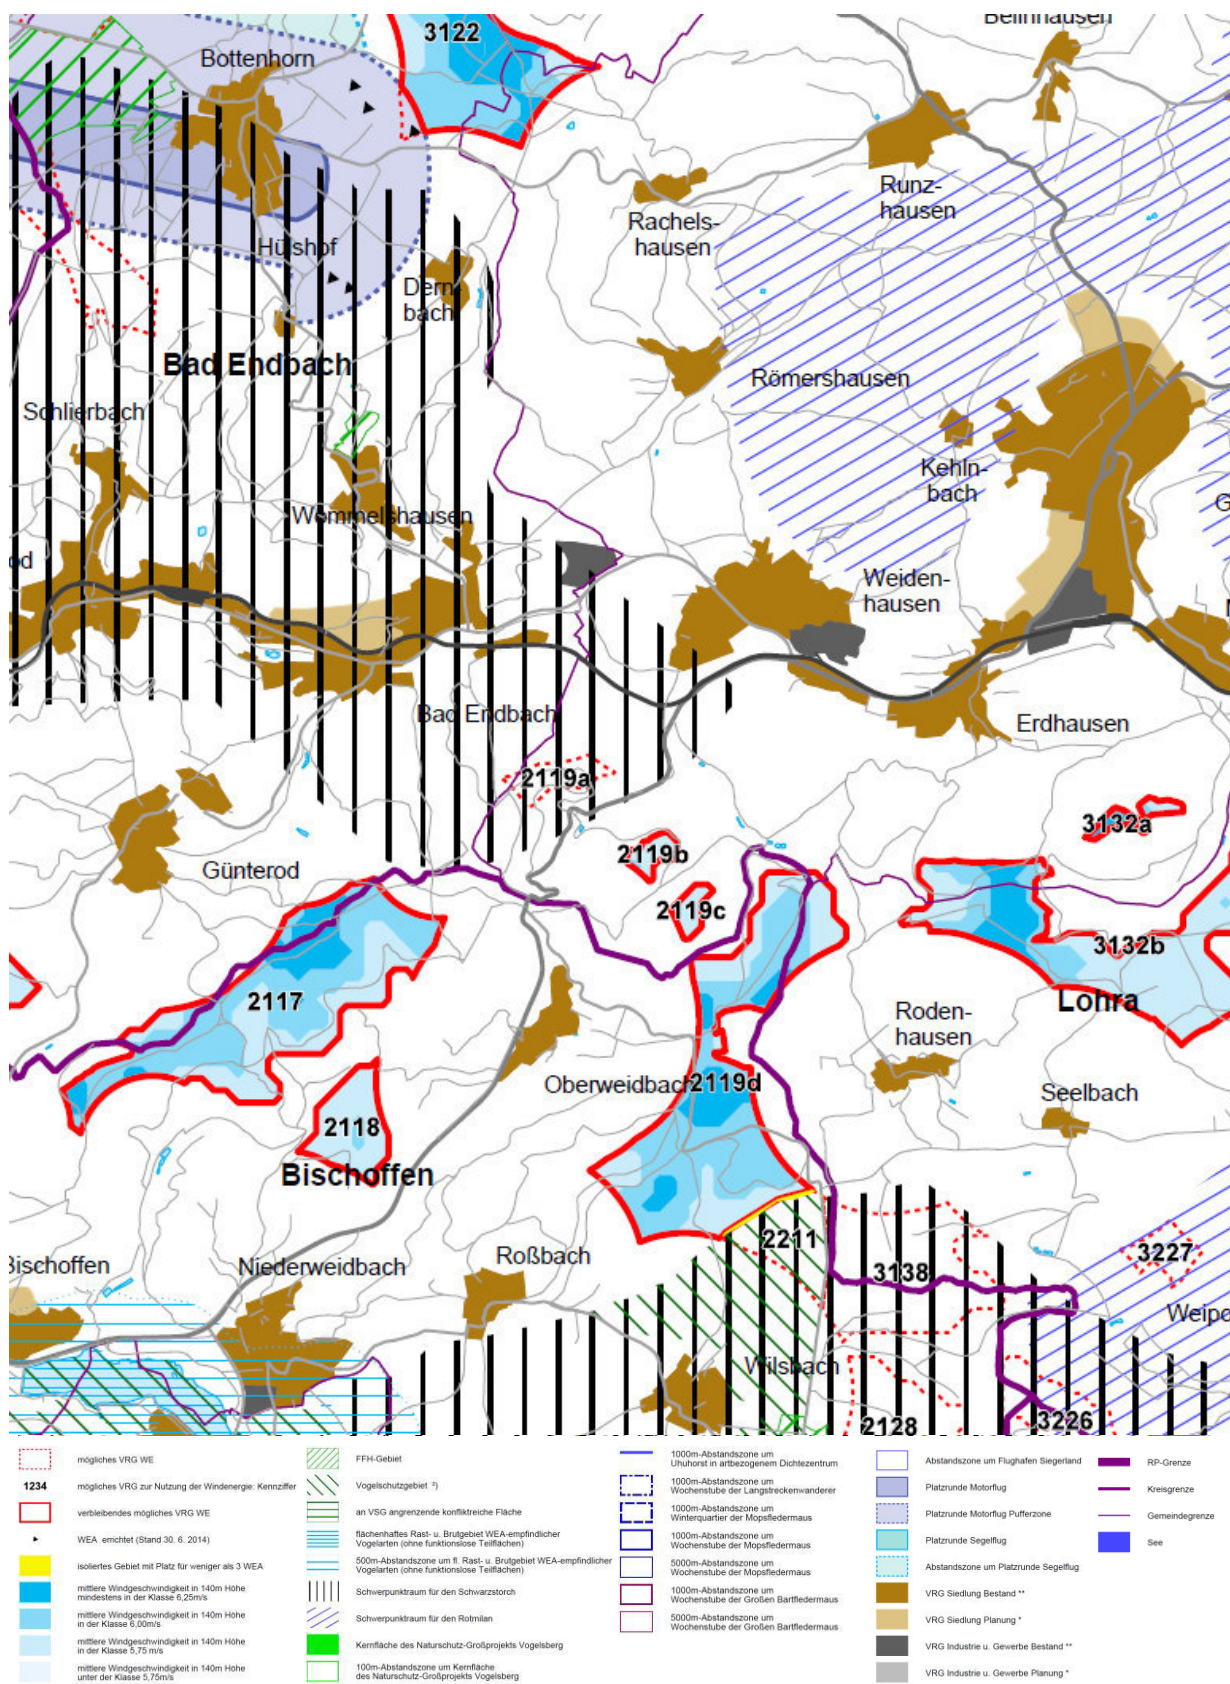 Bellnhausen
3122
Bottenhorn
Runz-
hausen
Rachels-
hausen
Hülshof
Dern-
bach
Bad Endbach
Römershausen
Schlierbach
Kehln-
bach
G
Wommelshausen
od
Weiden-
hausen
Bad Endbach
Erdhausen
2119a
3132a
2119b
Günterod
2119c
3132b
2117
Lohra
Roden-
hausen
Oberweidbach
2119d
Seelbach
2118
Bischoffen
2211
3227
Bischoffen
Niederweidbach
Roßbach
3138
Weipo
Wilsbach
2128
3226
mögliches VRG WE
1234 mögliches VRG zur Nutzung der Windenergie: Kennziffer
verbleibendes mögliches VRG WE
WEA errichtet (Stand 30. 6. 2014)
isoliertes Gebiet mit Platz für weniger als 3 WEA
mittlere Windgeschwindigkeit in 140m Höhe
mindestens in der Klasse 6,25m/s
mittlere Windgeschwindigkeit in 140m Höhe
in der Klasse 6,00m/s
mittlere Windgeschwindigkeit in 140m Höhe
in der Klasse 5,75 m/s
mittlere Windgeschwindigkeit in 140m Höhe
unter der Klasse 5,75m/s
FFH-Gebiet
Vogelschutzgebiet ³)
an VSG angrenzende konfliktreiche Fläche
flächenhaftes Rast- u. Brutgebiet WEA-empfindlicher
Vogelarten (ohne funktionslose Teilflächen)
500m-Abstandszone um fl. Rast- u. Brutgebiet WEA-empfindlicher
Vogelarten (ohne funktionslose Teilflächen)
Schwerpunktraum für den Schwarzstorch
Schwerpunktraum für den Rotmilan
Kernfläche des Naturschutz-Großprojekts Vogelsberg
100m-Abstandszone um Kernfläche
des Naturschutz-Großprojekts Vogelsberg
1000m-Abstandszone um
Uhuhorst in artbezogenem Dichtezentrum
1000m-Abstandszone um
Wochenstube der Langstreckenwanderer
1000m-Abstandszone um
Winterquartier der Mopsfledermaus
1000m-Abstandszone um
Wochenstube der Mopsfledermaus
5000m-Abstandszone um
Wochenstube der Mopsfledermaus
1000m-Abstandszone um
Wochenstube der Großen Bartfledermaus
5000m-Abstandszone um
Wochenstube der Großen Bartfledermaus
Abstandszone um Flughafen Siegerland
Platzrunde Motorflug
Platzrunde Motorflug Pufferzone
Platzrunde Segelflug
Abstandszone um Platzrunde Segelflug
VRG Siedlung Bestand **
VRG Siedlung Planung *
VRG Industrie u. Gewerbe Bestand **
VRG Industrie u. Gewerbe Planung *
RP-Grenze
Kreisgrenze
Gemeindegrenze
See